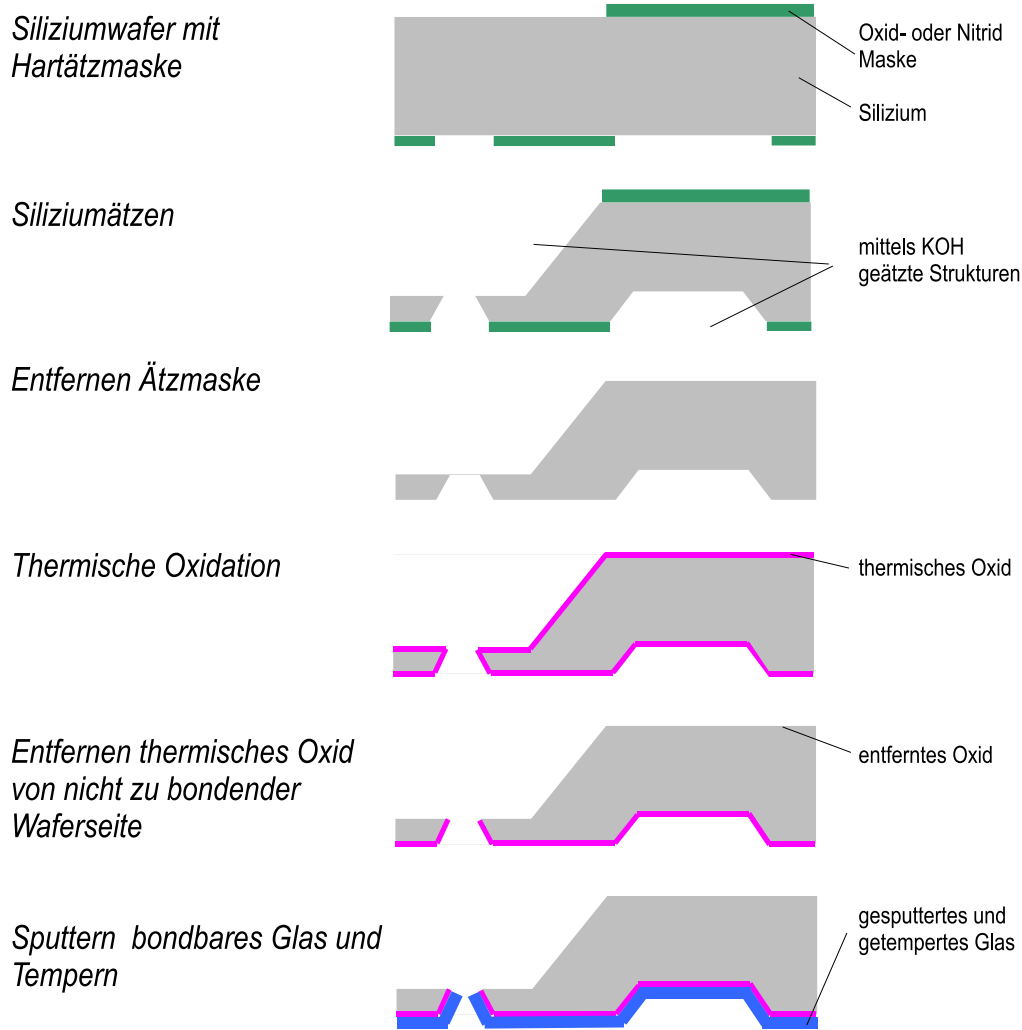 Siliziumwafer mit
Hartätzmaske
Oxid- oder Nitrid
Maske
Silizium
Siliziumätzen
mittels KOH
geätzte Strukturen
Entfernen Ätzmaske
Thermische Oxidation
thermisches Oxid
Entfernen thermisches Oxid
von nicht zu bondender
Waferseite
entferntes Oxid
Sputtern bondbares Glas und
Tempern
gesputtertes und
getempertes Glas